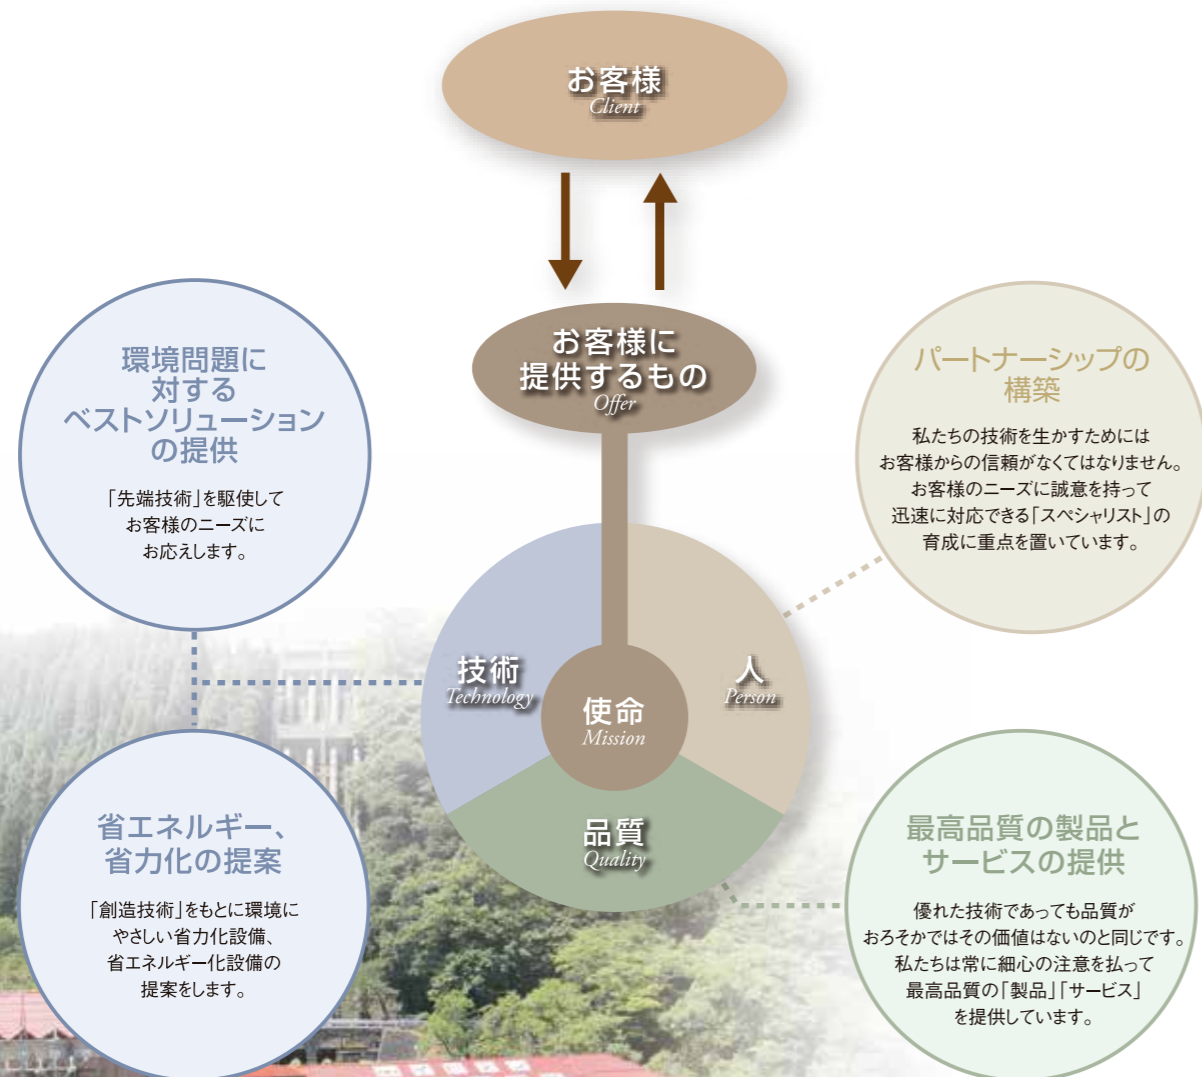 お客様
Client
お客様に
提供するもの
Offer
環境問題に
対する
ベストソリューション
の提供
「先端技術」を駆使して
お客様のニーズに
お応えします。
パートナーシップの
構築
私たちの技術を生かすためには
お客様からの信頼がなくてはなりません。
お客様のニーズに誠意を持って
迅速に対応できる「スペシャリスト」の
育成に重点を置いています。
技術
Technology
人
Person
使命
Mission
品質
Quality
省エネルギー、
省力化の提案
「創造技術」をもとに環境に
やさしい省力化設備、
省エネルギー化設備の
提案をします。
最高品質の製品と
サービスの提供
優れた技術であっても品質が
おろそかではその価値はないのと同じです。
私たちは常に細心の注意を払って
最高品質の「製品」「サービス」
を提供しています。